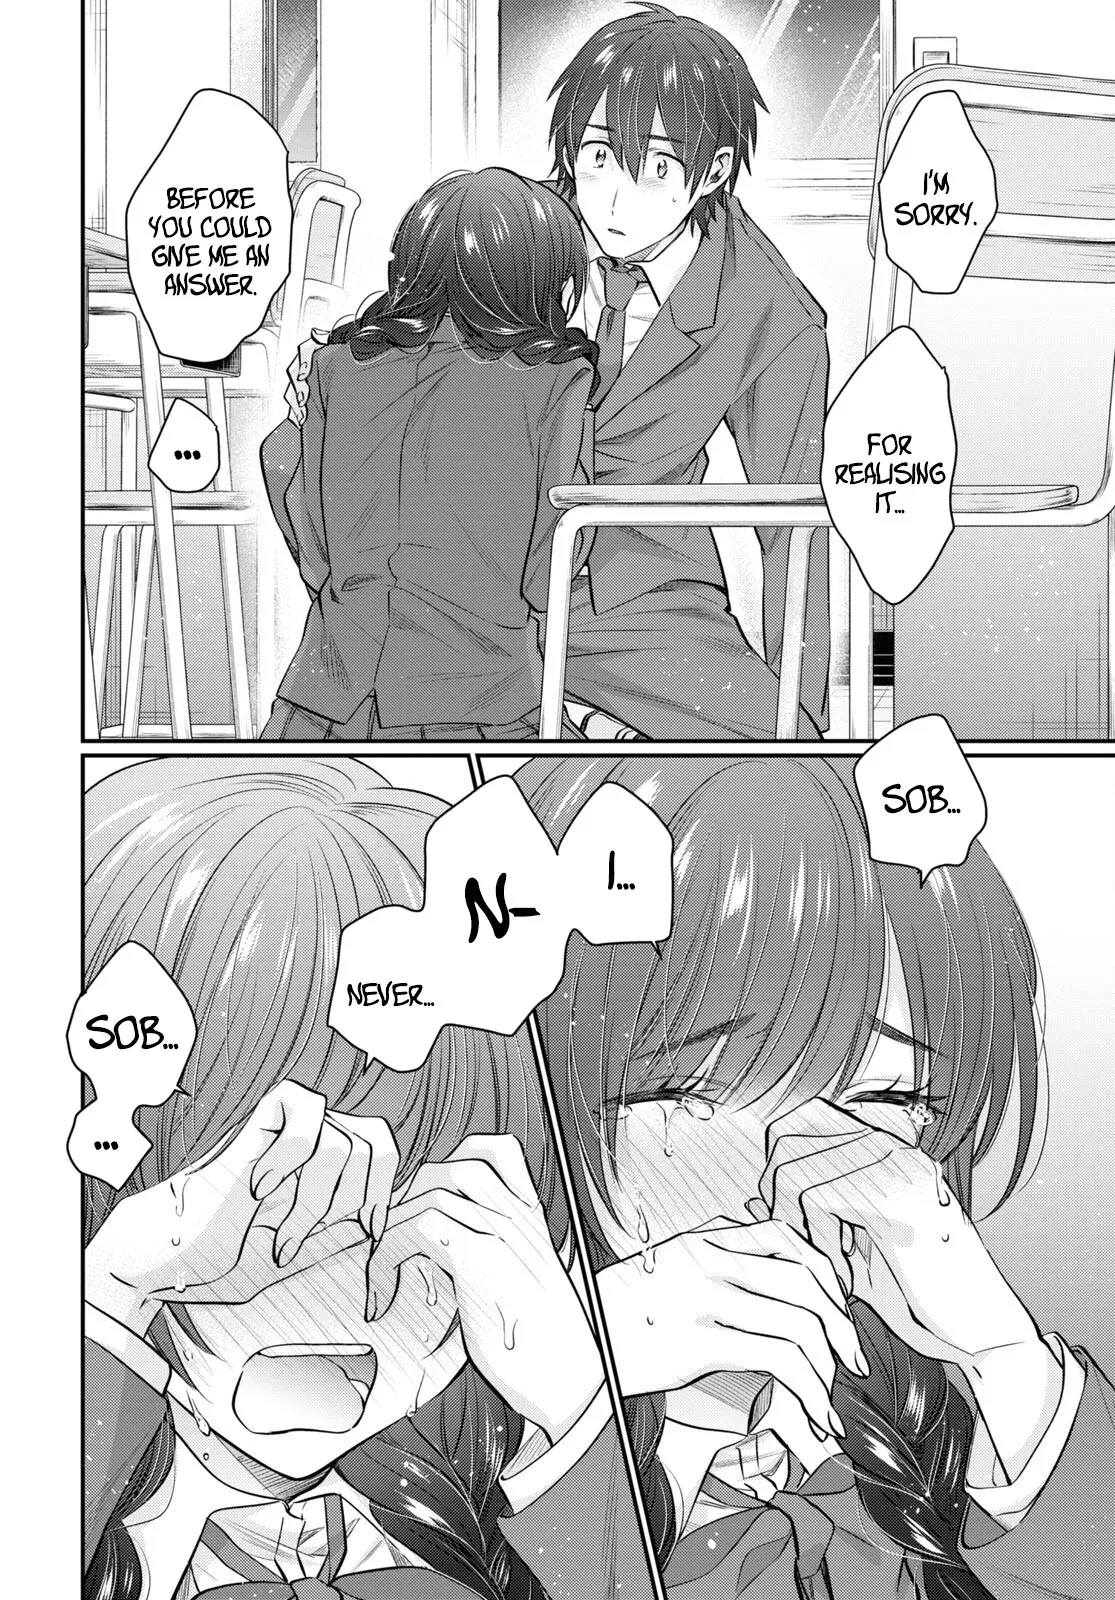 I'M
SORRY.
FOR
REALISING
IT...
BEFORE
YOU COULD
GIVE ME AN
ANSWER.
...
SOB...
I...
N-
NEVER...
SOB...
...